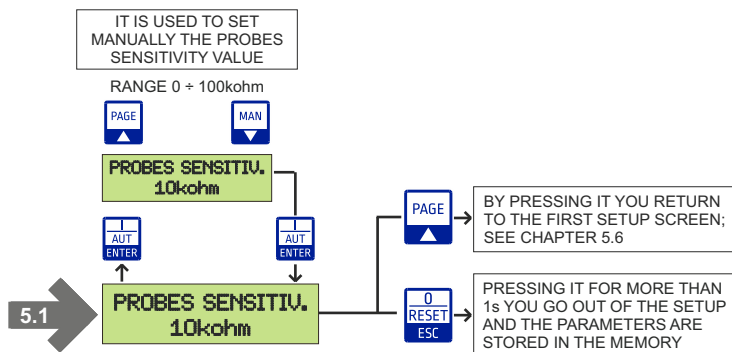 IT IS USED TO SET
MANUALLY THE PROBES
SENSITIVITY VALUE
RANGE 0 ÷ 100kohm
PAGE
MAN
PROBES SENSITIV.
10kohm
I
AUT
ENTER
I
AUT
ENTER
5.1
PROBES SENSITIV.
10kohm
PAGE
BY PRESSING IT YOU RETURN
TO THE FIRST SETUP SCREEN;
SEE CHAPTER 5.6
0
RESET
ESC
PRESSING IT FOR MORE THAN
1s YOU GO OUT OF THE SETUP
AND THE PARAMETERS ARE
STORED IN THE MEMORY